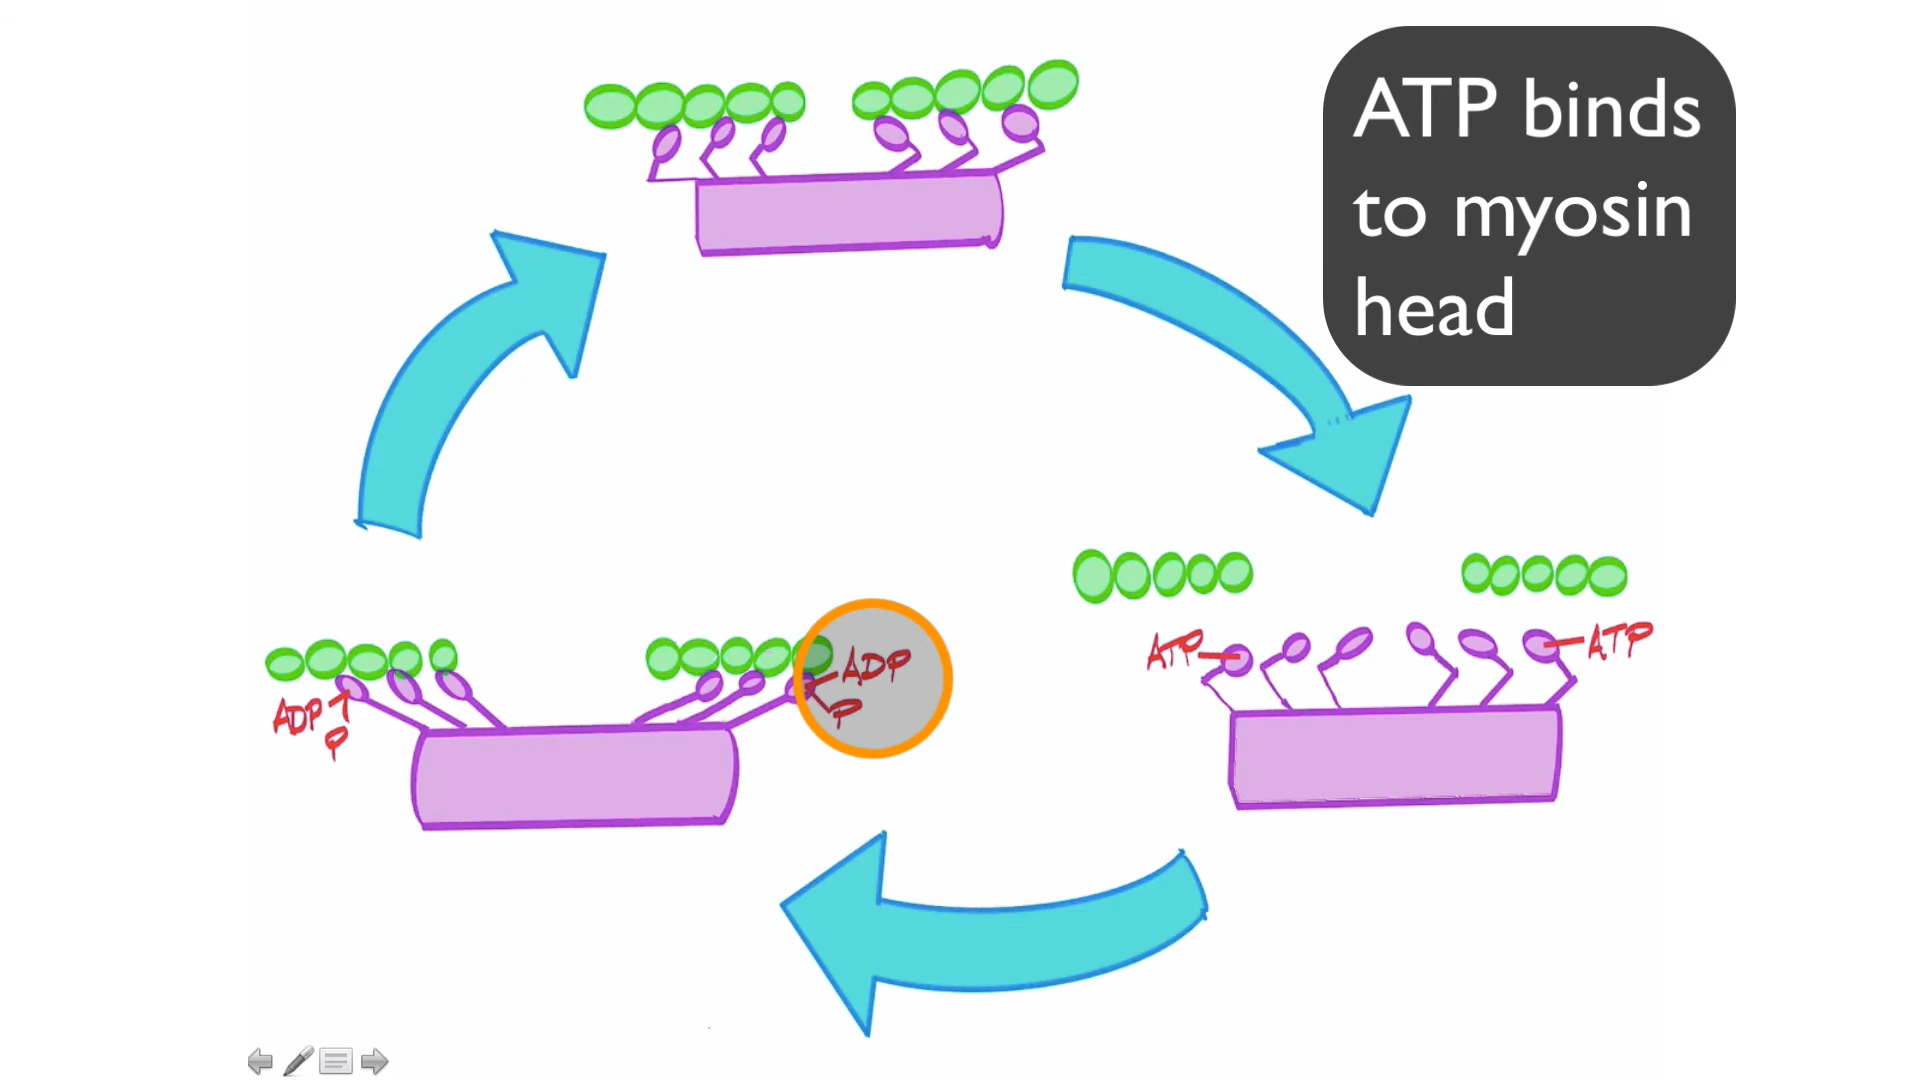 ATP binds
to myosin
head
ATP
ATP
ADP
P
ADP
P